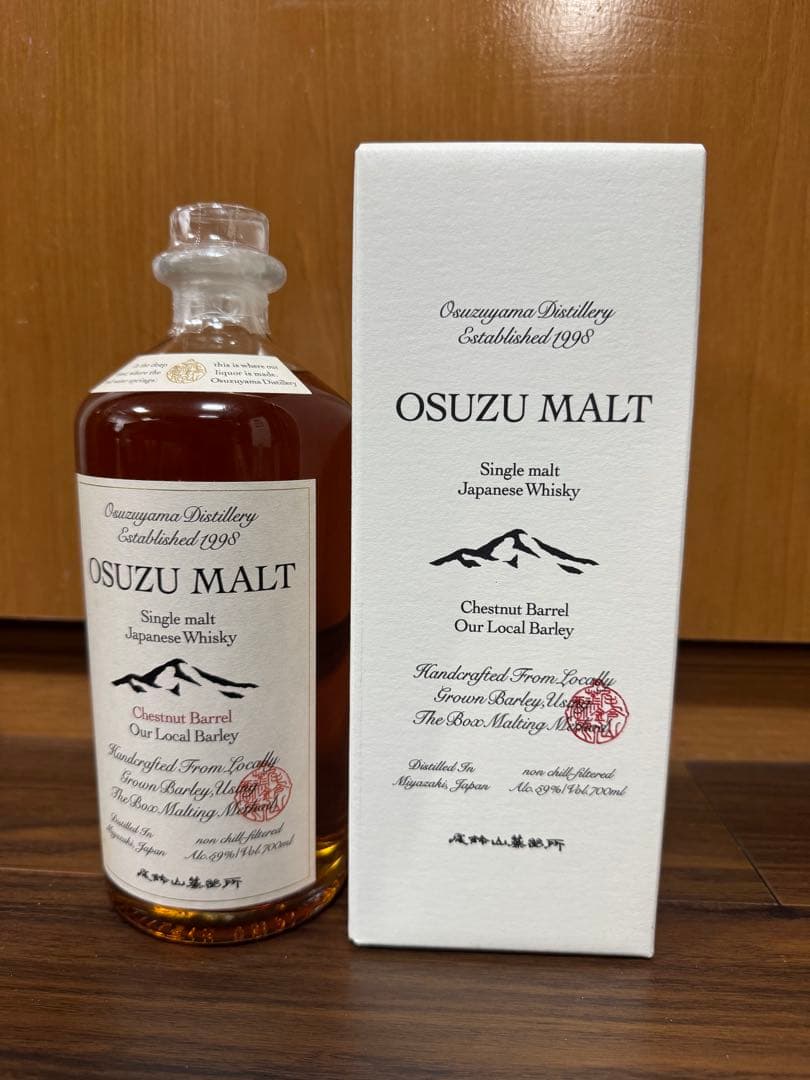 this is where our
liquor is made.
Osuzuyama Distillery
Osuzuyama Distillery
Established 1998
OSUZU MALT
Single malt
Japanese Whisky
Chestnut Barrel
Our Local Barley
Handcrafted From Locally
Grown Barley, Using
The Box Malting Method
Distilled In
Miyazaki, Japan
non chill-filtered
Alc.59%/Vol.700ml
尾鈴山蒸留所
Osuzuyama Distillery
Established 1998
OSUZU MALT
Single malt
Japanese Whisky
Chestnut Barrel
Our Local Barley
Handcrafted From Locally
Grown Barley, Using
The Box Malting Method
Distilled In
Miyazaki, Japan
non chill-filtered
Alc.59%/Vol.700ml
尾鈴山蒸留所